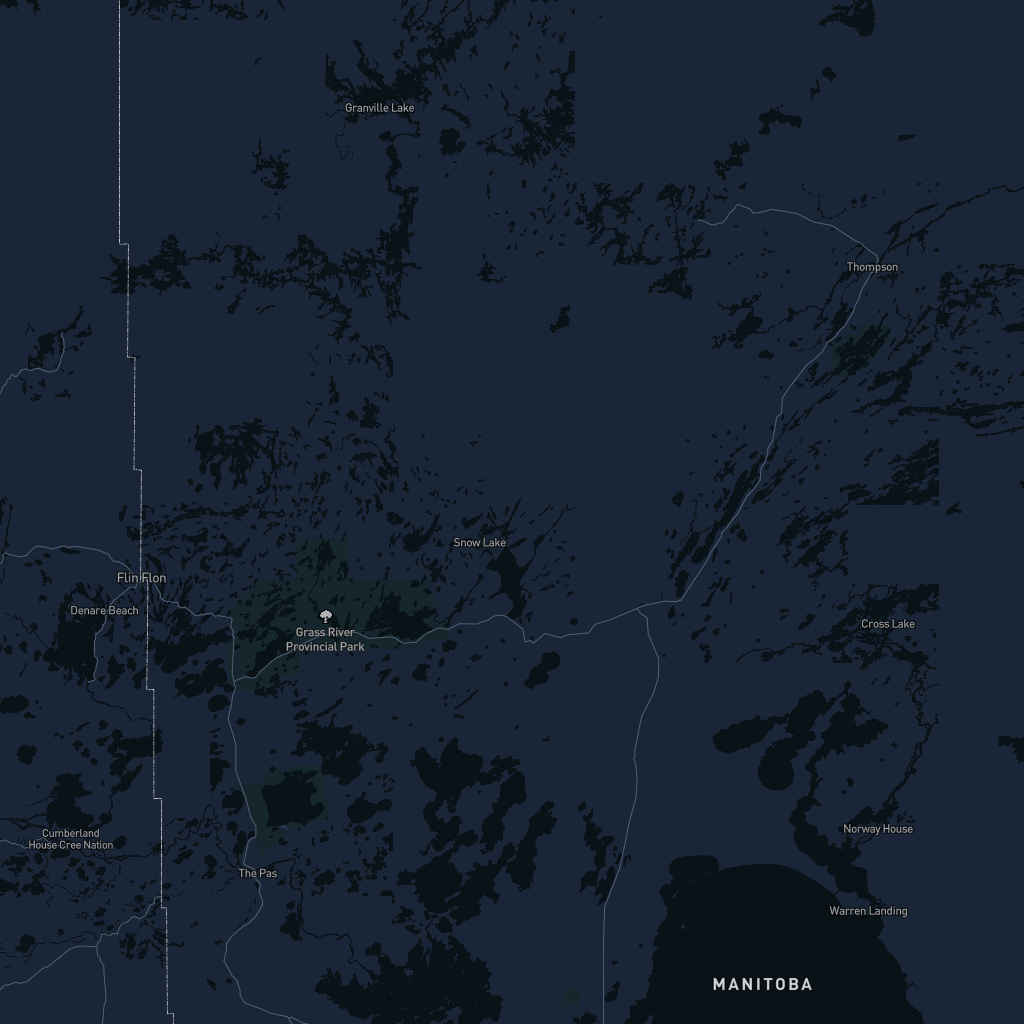 Granville Lake
Thompson
Snow Lake
Flin Flon
Denare Beach
Grass River
Provincial Park
Cross Lake
Cumberland
House Cree Nation
Norway House
The Pas
Warren Landing
MANITOBA